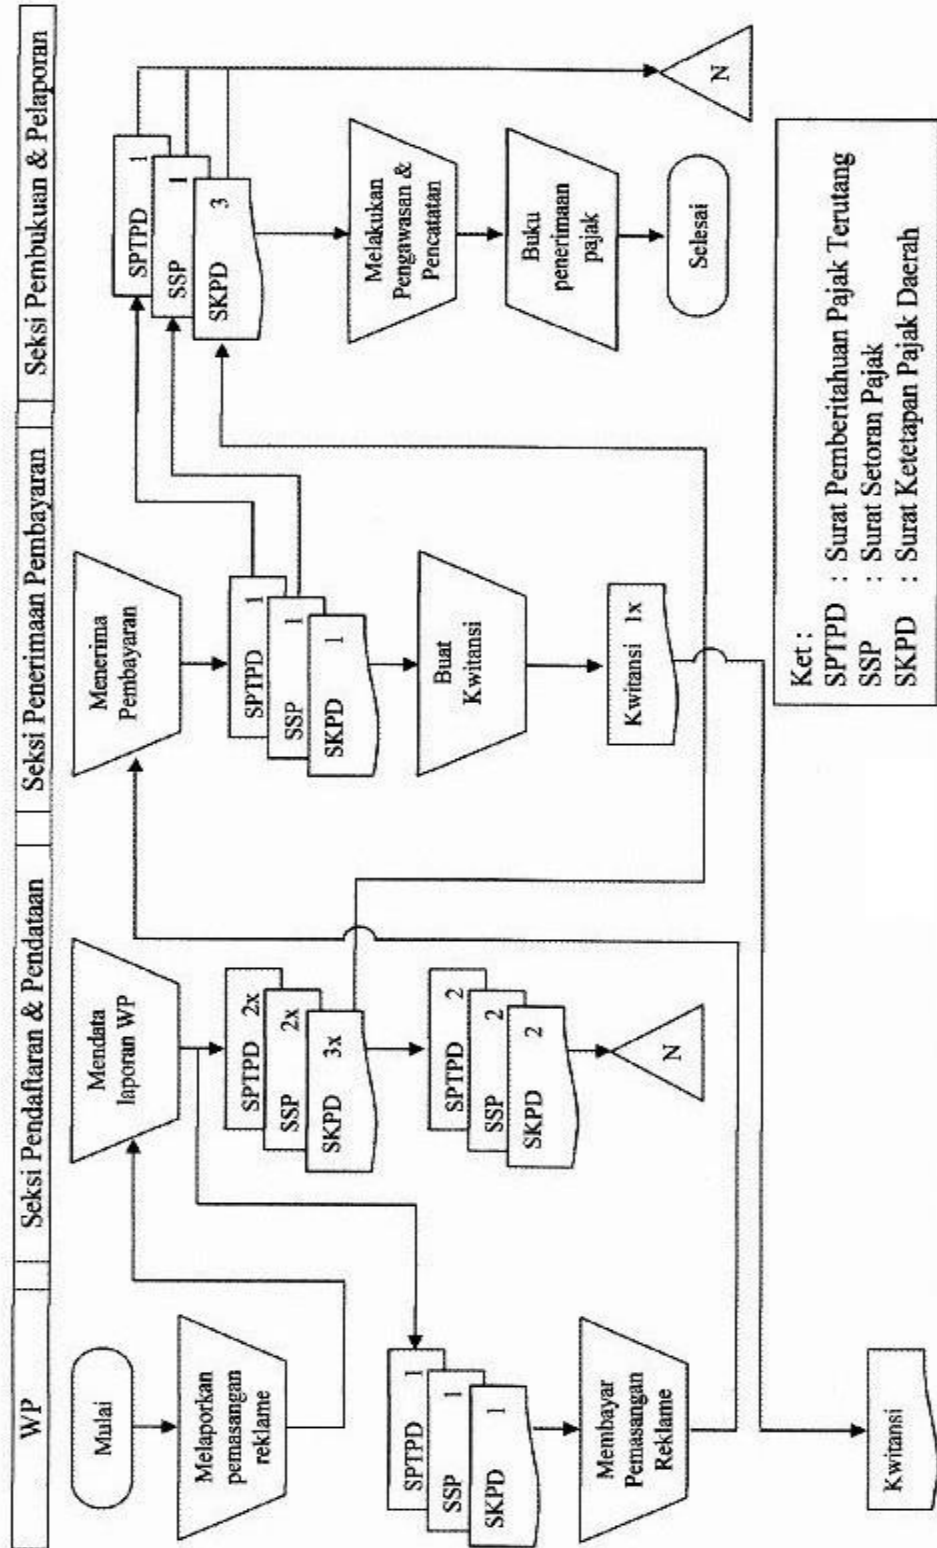 WP
Seksi Pendaftaran & Pendataan
Seksi Penerimaan Pembayaran
Seksi Pembukuan & Pelaporan
Mulai
Melaporkan
pemasangan
reklame
SPTPD 1
SSP 1
SKPD 1
Membayar
Pemasangan
Reklame
Kwitansi
Mendata
laporan WP
SPTPD 2x
SSP 2x
SKPD 3x
SPTPD 2
SSP 2
SKPD 2
N
Menerima
Pembayaran
SPTPD 1
SSP 1
SKPD 1
Buat
Kwitansi
Kwitansi 1x
SPTPD 1
SSP 1
SKPD 3
Melakukan
Pengawasan &
Pencatatan
Buku
penerimaan
pajak
Selesai
N
Ket :
SPTPD : Surat Pemberitahuan Pajak Terutang
SSP : Surat Setoran Pajak
SKPD : Surat Ketetapan Pajak Daerah